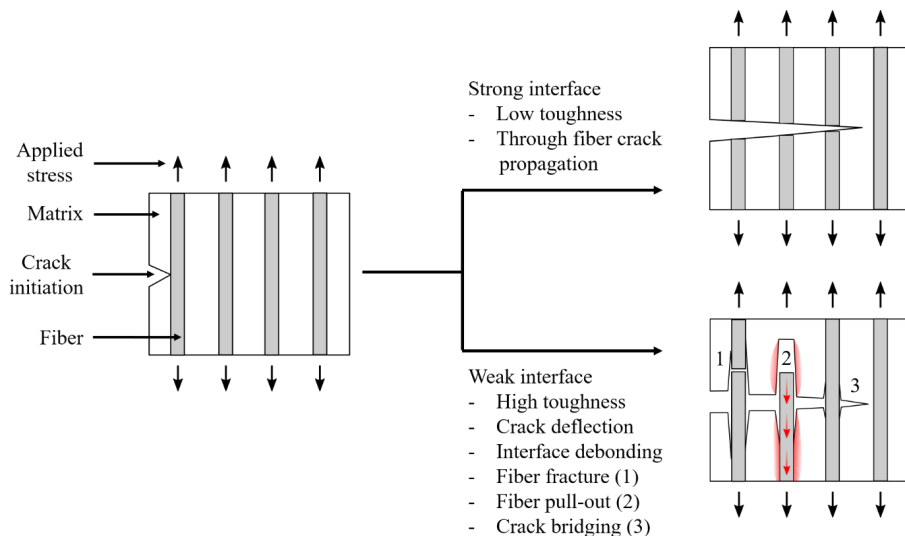 Applied
stress
Matrix
Crack
initiation
Fiber
Strong interface
- Low toughness
- Through fiber crack
propagation
Weak interface
- High toughness
- Crack deflection
- Interface debonding
- Fiber fracture (1)
- Fiber pull-out (2)
- Crack bridging (3)
1
2
3